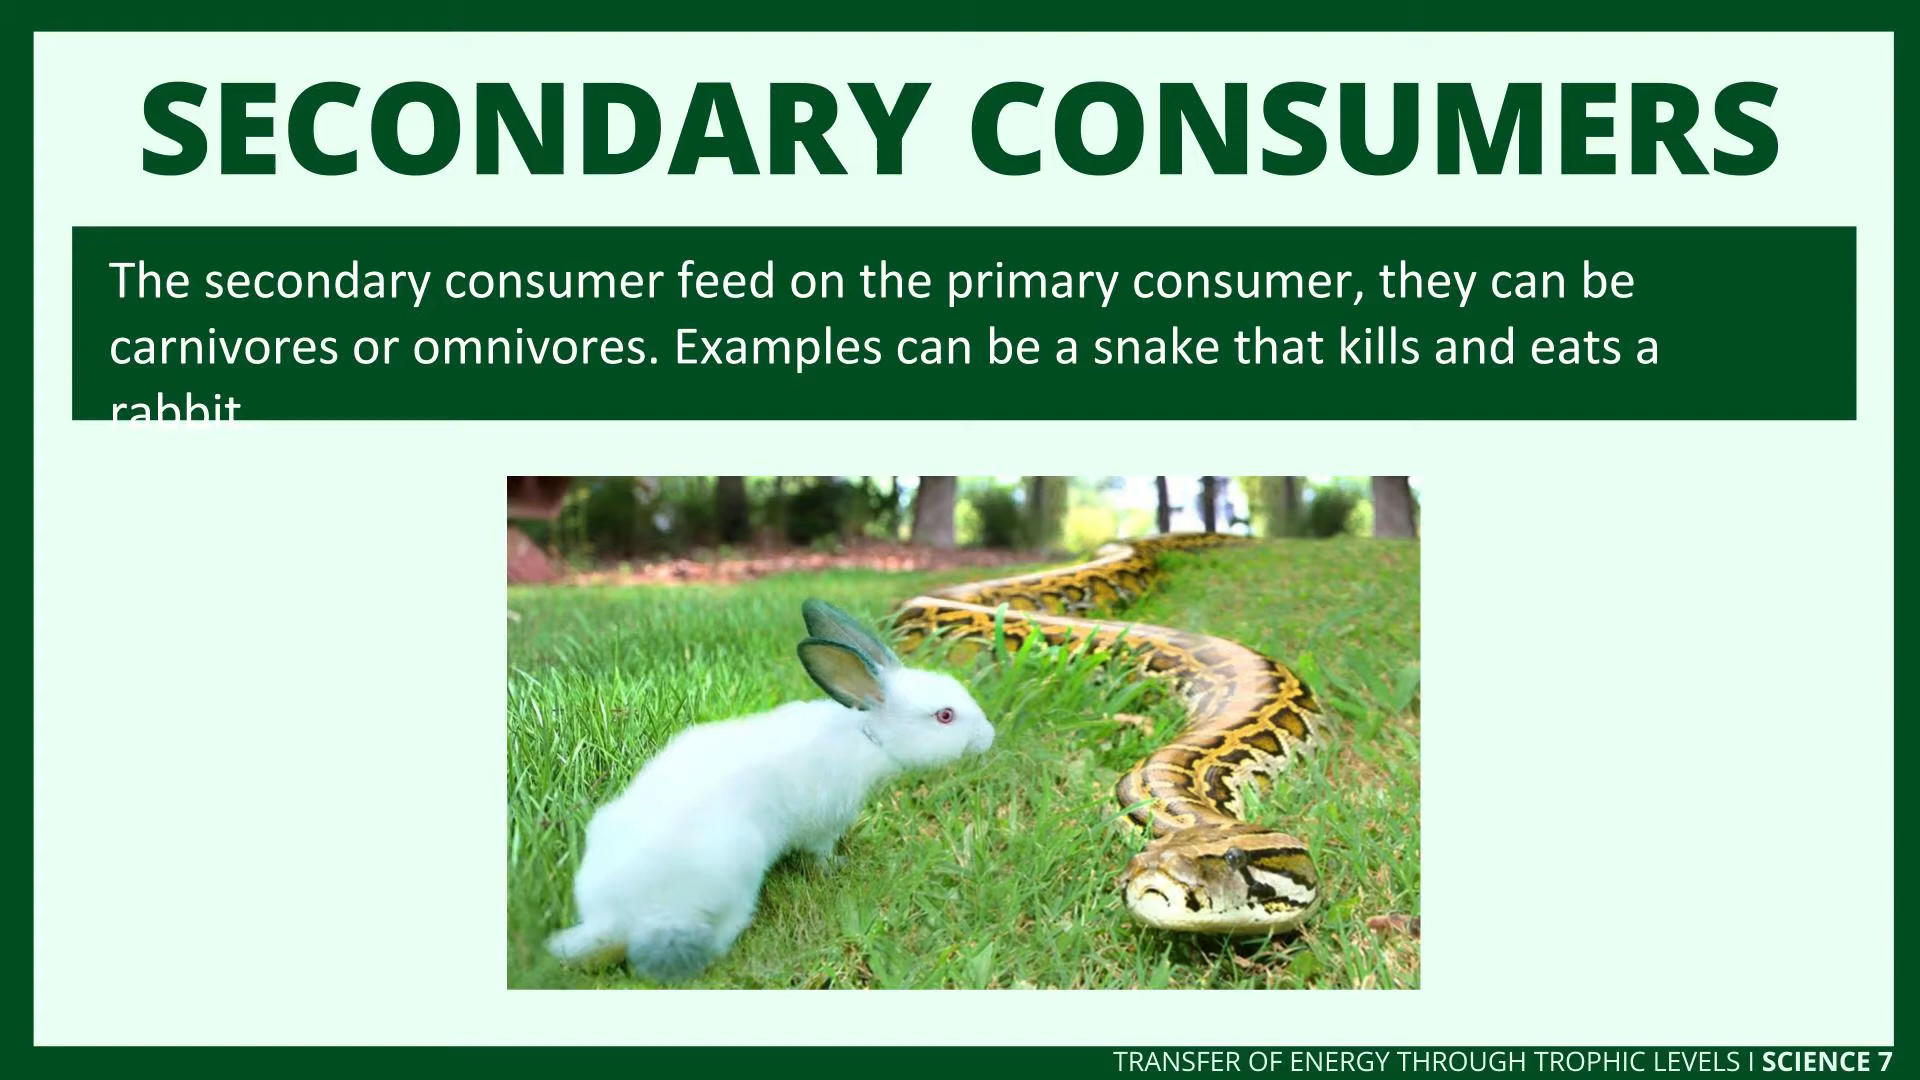 SECONDARY CONSUMERS
The secondary consumer feed on the primary consumer, they can be
carnivores or omnivores. Examples can be a snake that kills and eats a
rabbit.
TRANSFER OF ENERGY THROUGH TROPHIC LEVELS I SCIENCE 7